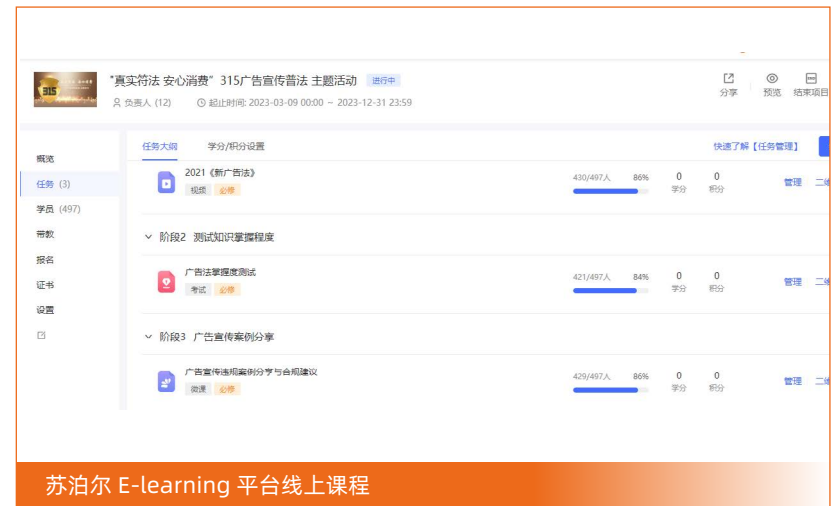 "真实符法 安心消费”315广告宣传普法 主题活动 进行中
负责人 (12) 起止时间: 2023-03-09 00:00 ~ 2023-12-31 23:59
分享 预览 结束项目
315
概览
任务 (3)
学员 (497)
带教
报名
证书
设置
任务大纲 学分/积分设置 快速了解【任务管理】
2021《新广告法》
视频 必修
430/497人 86% 0 0 管理
学分 积分
阶段2 测试知识掌握程度
广告法掌握度测试
考试 必修
421/497人 84% 0 0 管理
学分 积分
阶段3 广告宣传案例分享
广告宣传违规案例分享与合规建议
微课 必修
429/497人 86% 0 0 管理
学分 积分
苏泊尔 E-learning 平台线上课程